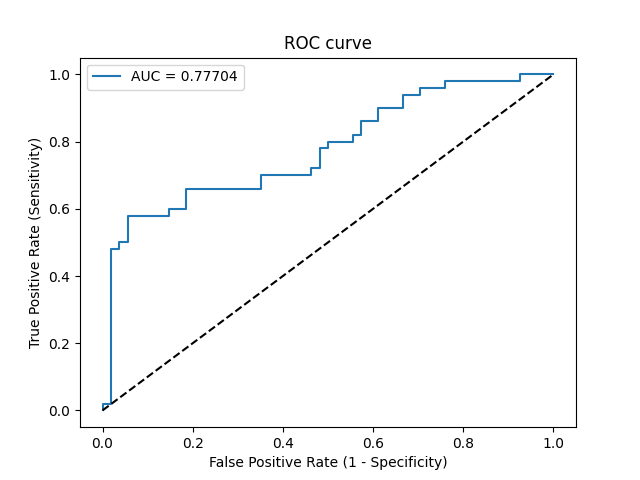 ROC curve
AUC = 0.77704
True Positive Rate (Sensitivity)
1.0
0.8
0.6
0.4
0.2
0.0
0.0 0.2 0.4 0.6 0.8 1.0
False Positive Rate (1 - Specificity)